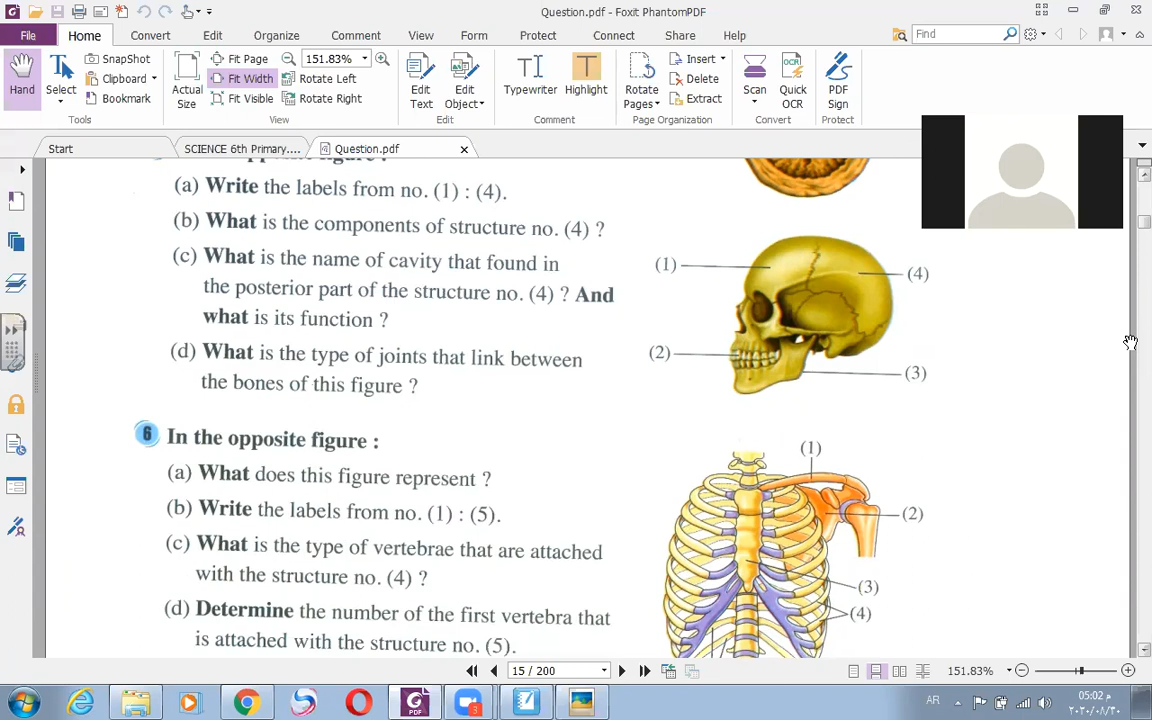 Question.pdf - Foxit PhantomPDF
File Home Convert Edit Organize Comment View Form Protect Connect Share Help Find
Hand
Select
SnapShot
Clipboard
Bookmark
Tools
Actual Size
Fit Page
Fit Width
Fit Visible
151.83%
Rotate Left
Rotate Right
View
Edit Text
Edit Object
Edit
Typewriter
Highlight
Comment
Rotate Pages
Insert
Delete
Extract
Page Organization
Scan
Quick OCR
Convert
PDF Sign
Protect
Start SCIENCE 6th Primary.... Question.pdf
(a) Write the labels from no. (1) : (4).
(b) What is the components of structure no. (4) ?
(c) What is the name of cavity that found in
the posterior part of the structure no. (4) ? And
what is its function ?
(d) What is the type of joints that link between
the bones of this figure ?
(1)
(4)
(2)
(3)
6 In the opposite figure :
(a) What does this figure represent ?
(b) Write the labels from no. (1) : (5).
(c) What is the type of vertebrae that are attached
with the structure no. (4) ?
(d) Determine the number of the first vertebra that
is attached with the structure no. (5).
(1)
(2)
(3)
(4)
15 / 200 151.83%
PDF
3
AR
05:02 م
٢٠٢٠/٠٨/٣٠